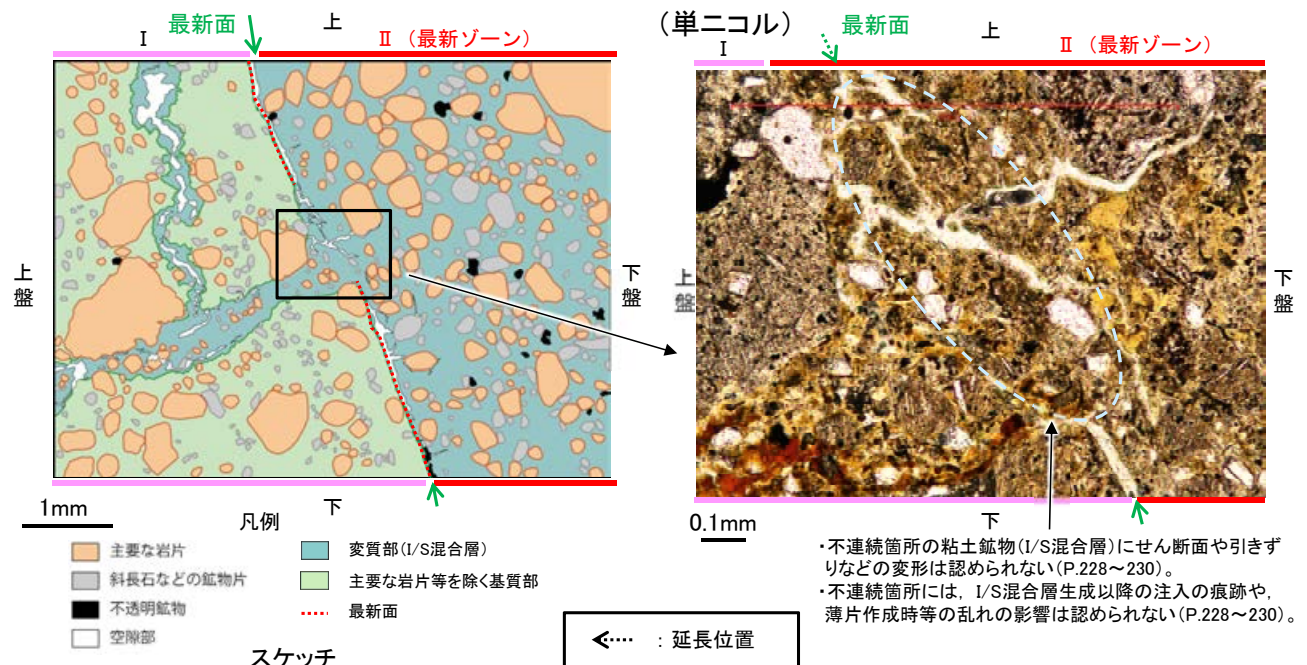 Ⅰ
最新面
上
Ⅱ (最新ゾーン)
上盤
下盤
下
1mm
凡例
主要な岩片
斜長石などの鉱物片
不透明鉱物
空隙部
変質部(I/S混合層)
主要な岩片等を除く基質部
最新面
スケッチ
：延長位置
(単ニコル)
Ⅰ
最新面
上
Ⅱ (最新ゾーン)
上盤
下盤
下
0.1mm
・不連続箇所の粘土鉱物(I/S混合層)にせん断面や引きず
りなどの変形は認められない(P.228～230)。
・不連続箇所には，I/S混合層生成以降の注入の痕跡や，
薄片作成時等の乱れの影響は認められない(P.228～230)。